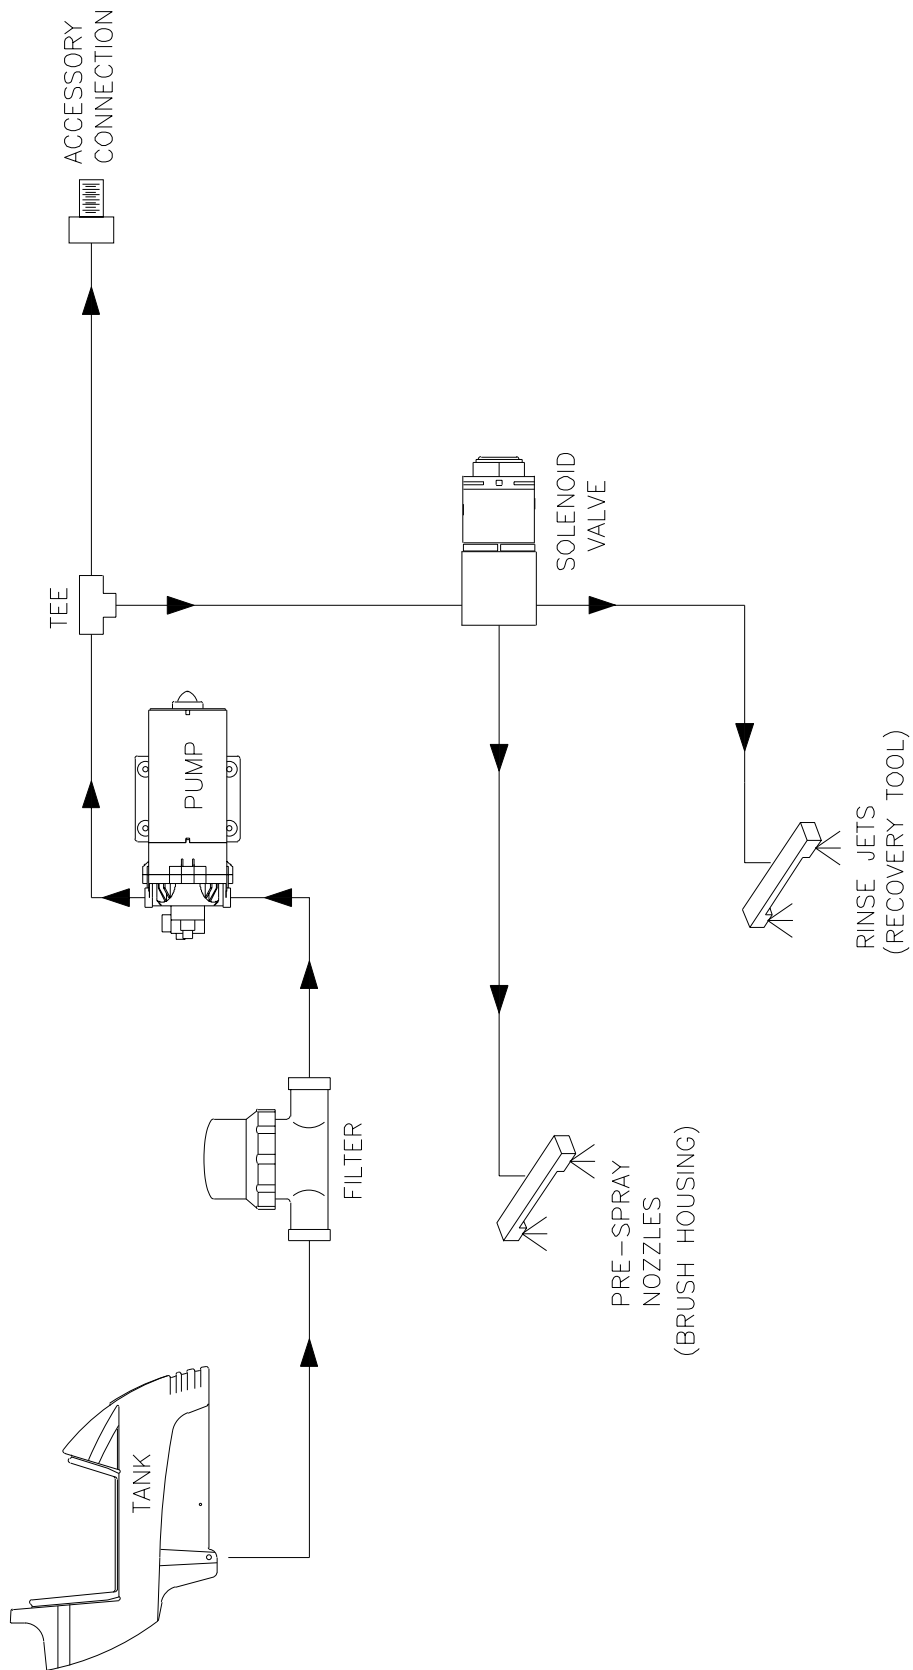 ACCESSORY
CONNECTION
TEE
PUMP
SOLENOID
VALVE
FILTER
TANK
PRE-SPRAY
NOZZLES
(BRUSH HOUSING)
RINSE JETS
(RECOVERY TOOL)